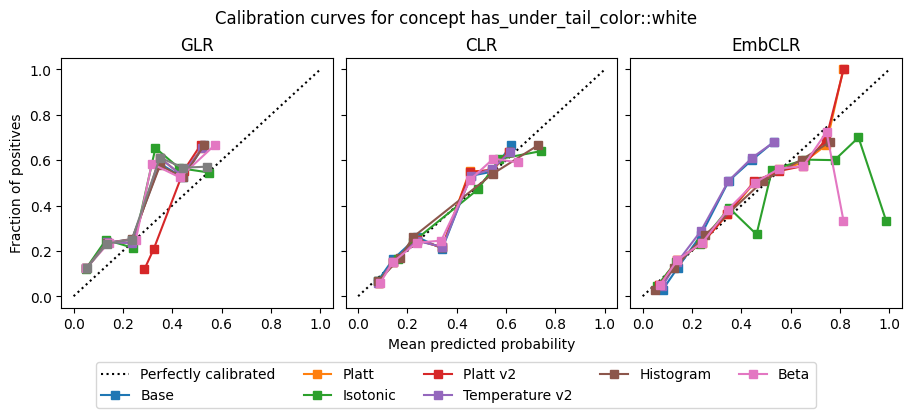 Calibration curves for concept has_under_tail_color::white
GLR
CLR
EmbCLR
Fraction of positives
1.0
0.8
0.6
0.4
0.2
0.0
0.0 0.2 0.4 0.6 0.8 1.0
0.0 0.2 0.4 0.6 0.8 1.0
0.0 0.2 0.4 0.6 0.8 1.0
Mean predicted probability
Perfectly calibrated Platt Platt v2 Histogram Beta
Base Isotonic Temperature v2